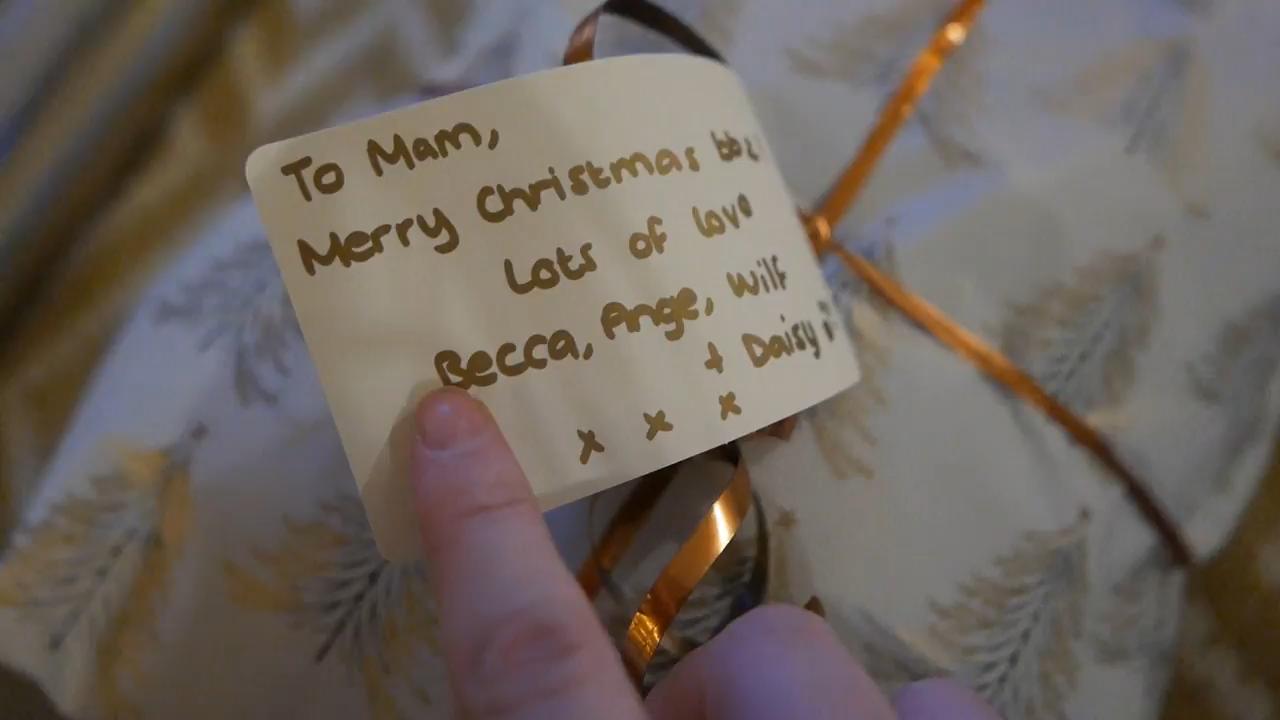 To Mam,
Merry Christmas
Lots of love
Becca, Ange, Wilf
+ Daisy
x x x